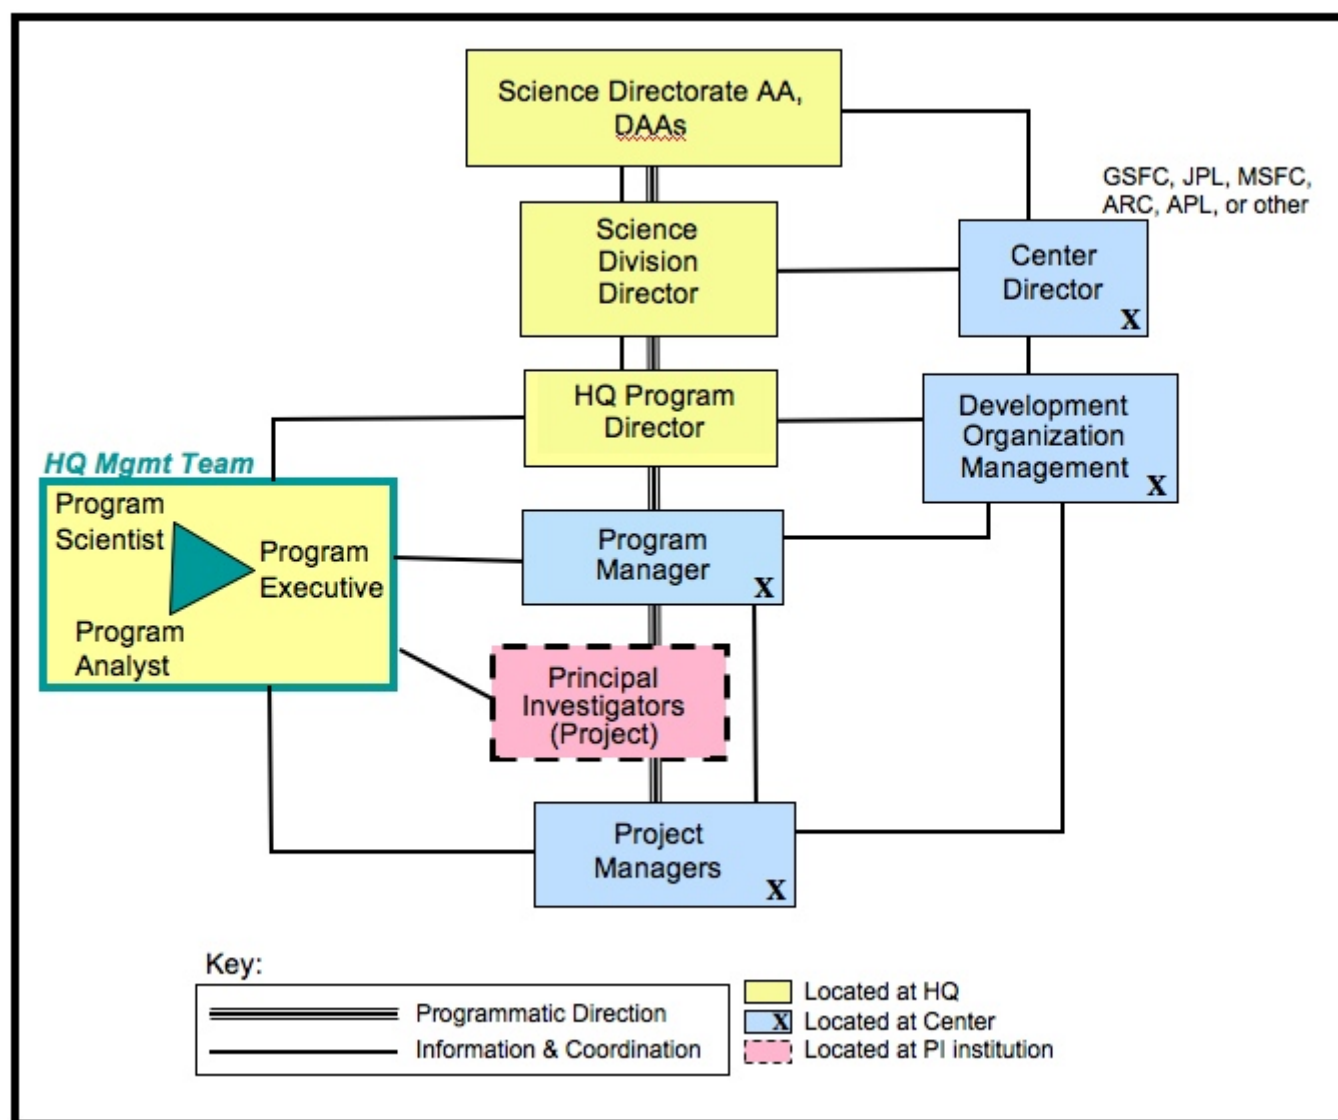 Science Directorate AA,
DAAs
GSFC, JPL, MSFC,
ARC, APL, or other
Science
Division
Director
Center
Director
X
HQ Program
Director
Development
Organization
Management
X
HQ Mgmt Team
Program
Scientist
Program
Executive
Program
Analyst
Program
Manager
X
Principal
Investigators
(Project)
Project
Managers
X
Key:
Programmatic Direction
Information & Coordination
Located at HQ
X Located at Center
Located at PI institution